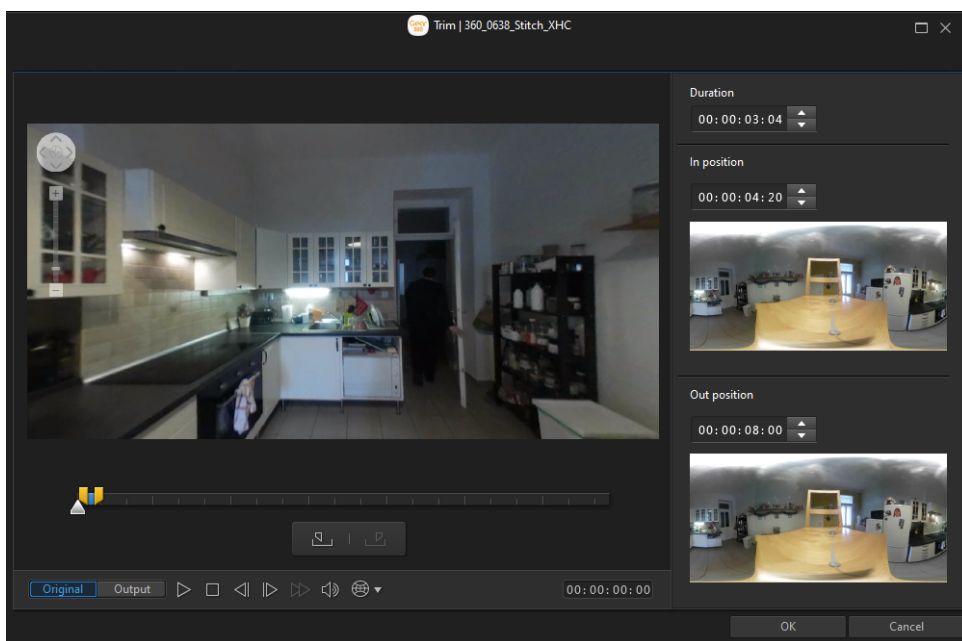 Trim | 360_0638_Stitch_XHC
Duration
00:00:03:04
In position
00:00:04:20
Out position
00:00:08:00
Original Output
00:00:00:00
OK Cancel